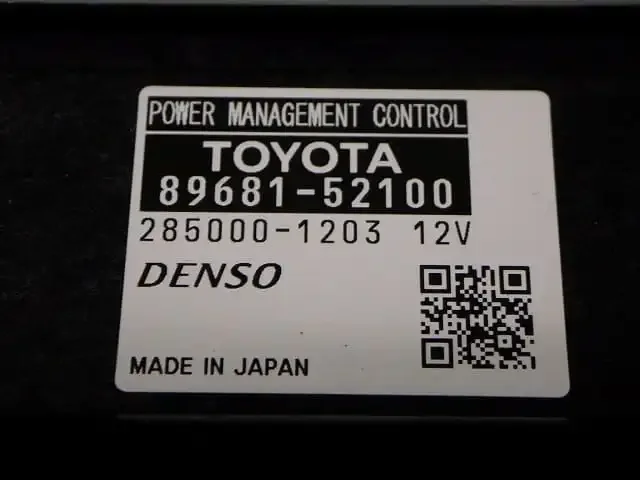 POWER MANAGEMENT CONTROL
TOYOTA
89681-52100
285000-1203 12V
DENSO
MADE IN JAPAN